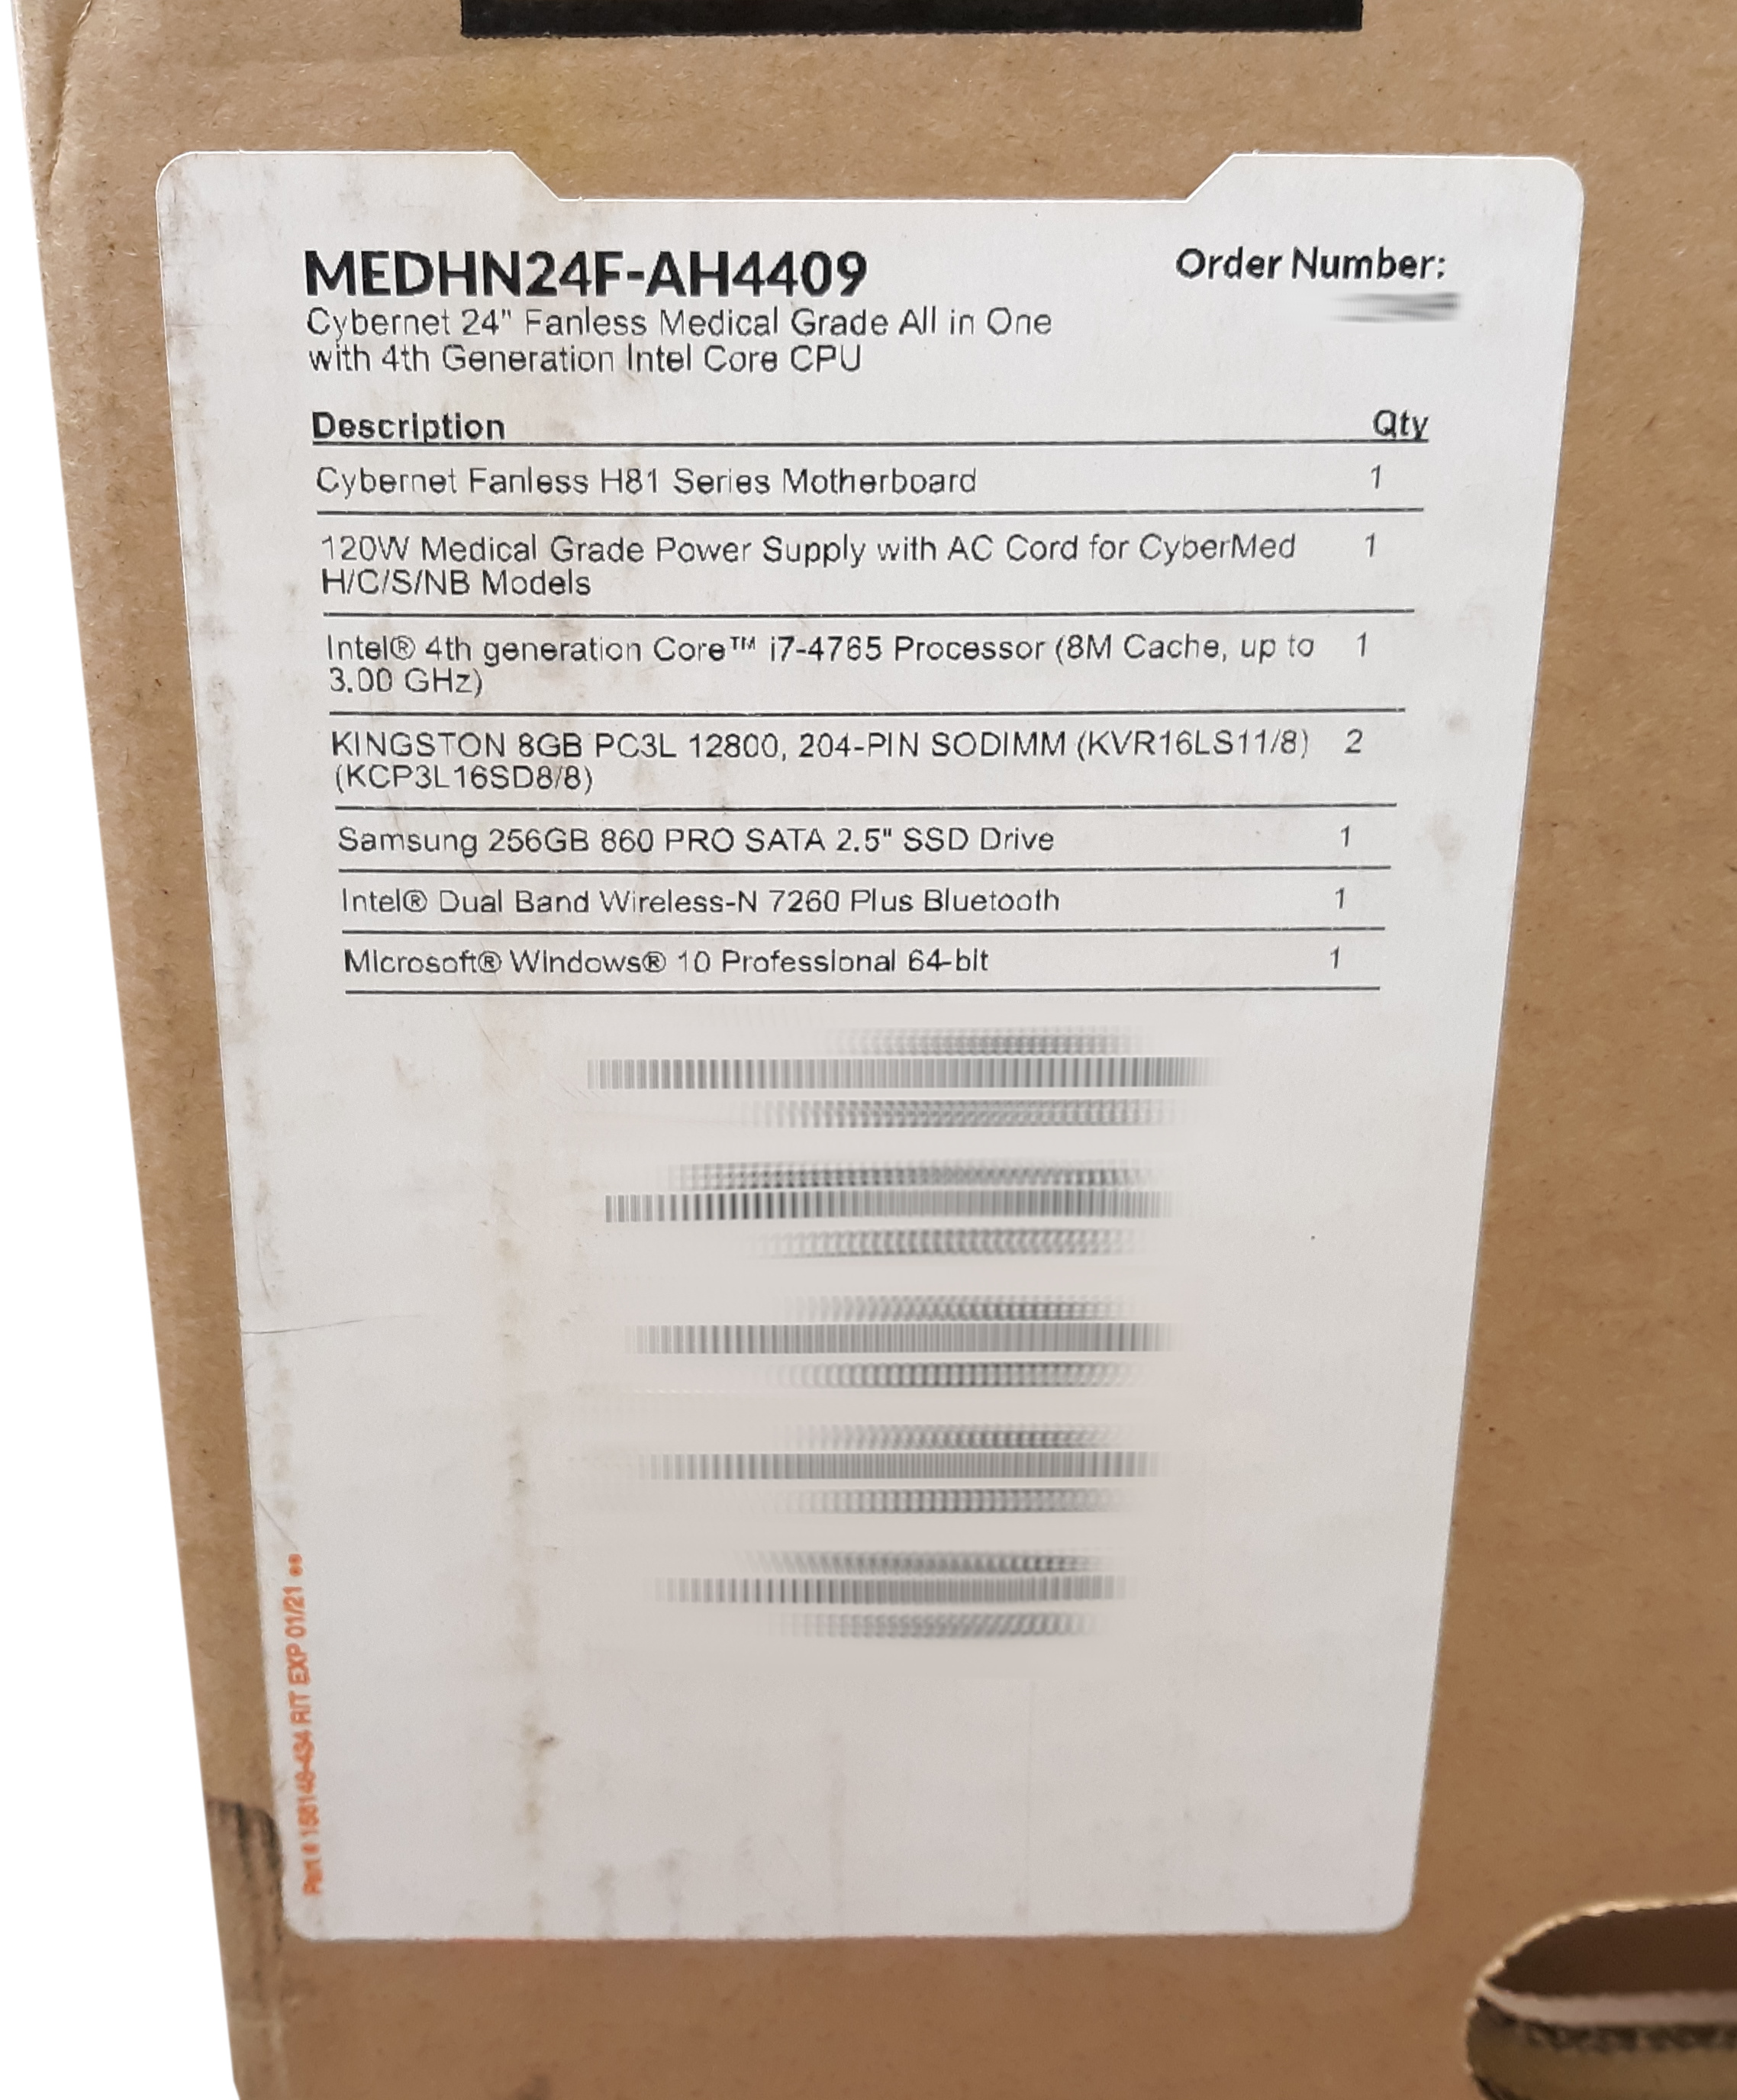 MEDHN24F-AH4409
Order Number:
Cybernet 24" Fanless Medical Grade All in One
with 4th Generation Intel Core CPU
Description Qty
Cybernet Fanless H81 Series Motherboard 1
120W Medical Grade Power Supply with AC Cord for CyberMed 1
H/C/S/NB Models
Intel® 4th generation Core™ i7-4765 Processor (8M Cache, up to 1
3.00 GHz)
KINGSTON 8GB PC3L 12800, 204-PIN SODIMM (KVR16LS11/8) 2
(KCP3L16SD8/8)
Samsung 256GB 860 PRO SATA 2.5" SSD Drive 1
Intel® Dual Band Wireless-N 7260 Plus Bluetooth 1
Microsoft® Windows® 10 Professional 64-bit 1
Part # 158148-434 RIT EXP 01/21